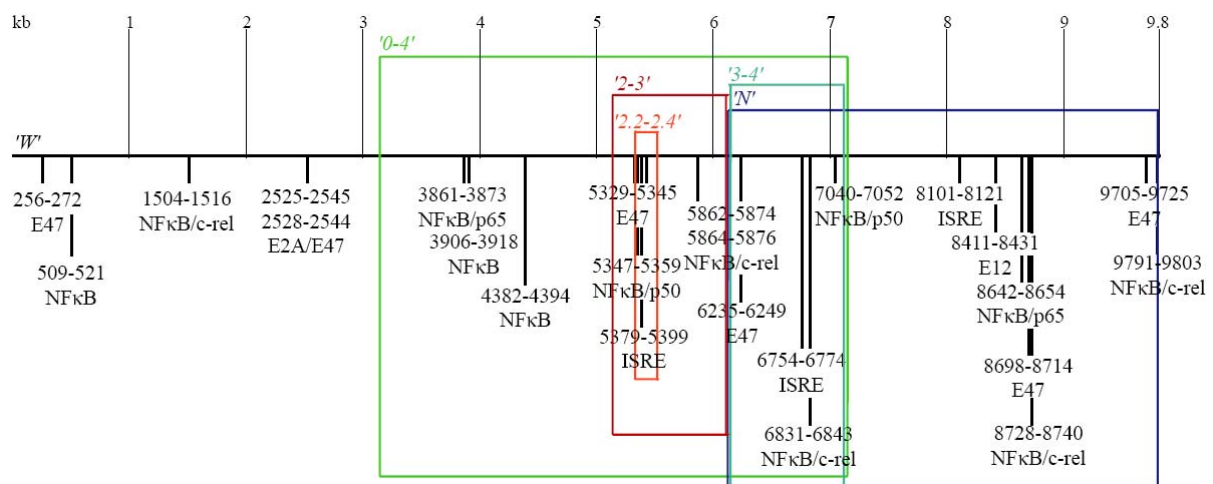 kb 1 2 3 4 5 6 7 8 9 9.8
'0-4'
'3-4'
'2-3'
'N'
'2.2-2.4'
'W'
256-272
E47
509-521
NFκB
1504-1516
NFκB/c-rel
2525-2545
2528-2544
E2A/E47
3861-3873
NFκB/p65
3906-3918
NFκB
4382-4394
NFκB
5329-5345
E47
5347-5359
NFκB/p50
5379-5399
ISRE
5862-5874
5864-5876
NFκB/c-rel
6235-6249
E47
6754-6774
ISRE
6831-6843
NFκB/c-rel
7040-7052
NFκB/p50
8101-8121
ISRE
8411-8431
E12
8642-8654
NFκB/p65
8698-8714
E47
8728-8740
NFκB/c-rel
9705-9725
E47
9791-9803
NFκB/c-rel